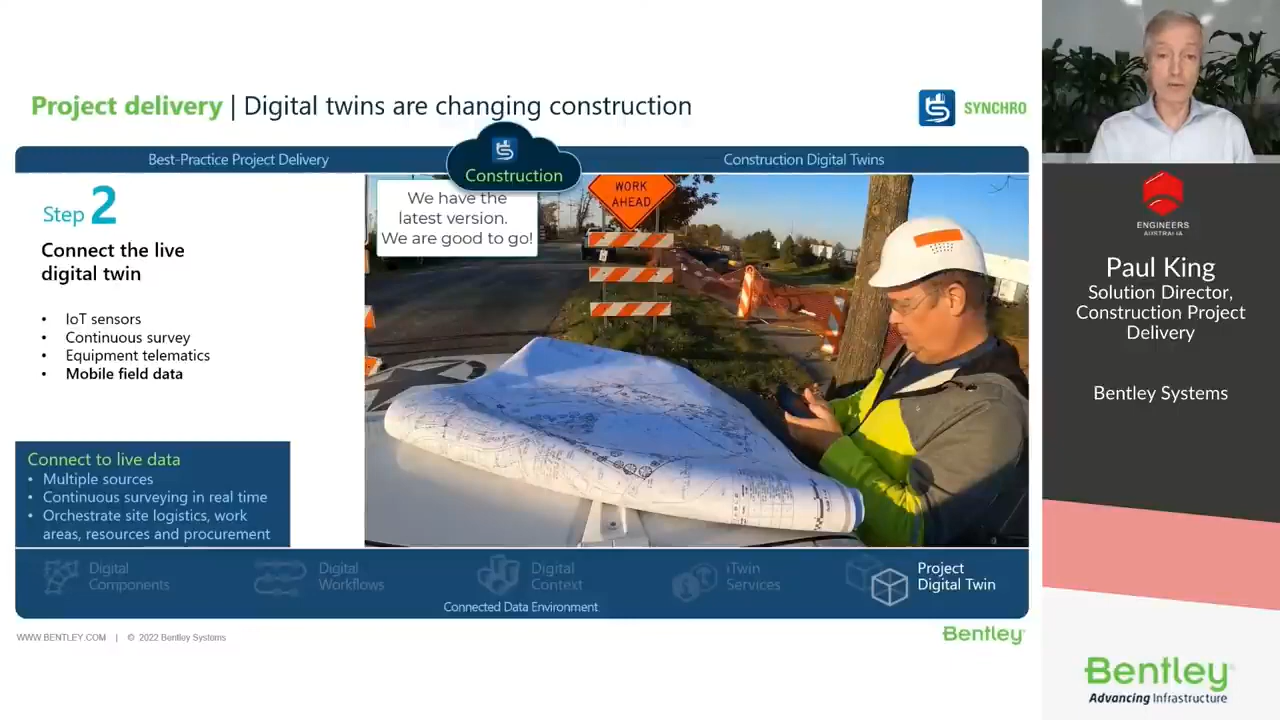 Project delivery | Digital twins are changing construction
SYNCHRO
Best-Practice Project Delivery
Construction
Construction Digital Twins
Step 2
Connect the live
digital twin
• IoT sensors
• Continuous survey
• Equipment telematics
• Mobile field data
We have the
latest version.
We are good to go!
WORK
AHEAD
Connect to live data
• Multiple sources
• Continuous surveying in real time
• Orchestrate site logistics, work
areas, resources and procurement
Digital
Components
Digital
Workflows
Digital
Context
iTwin
Services
Project
Digital Twin
Connected Data Environment
WWW.BENTLEY.COM | © 2022 Bentley Systems
Bentley
ENGINEERS
AUSTRALIA
Paul King
Solution Director,
Construction Project
Delivery
Bentley Systems
Bentley
Advancing Infrastructure